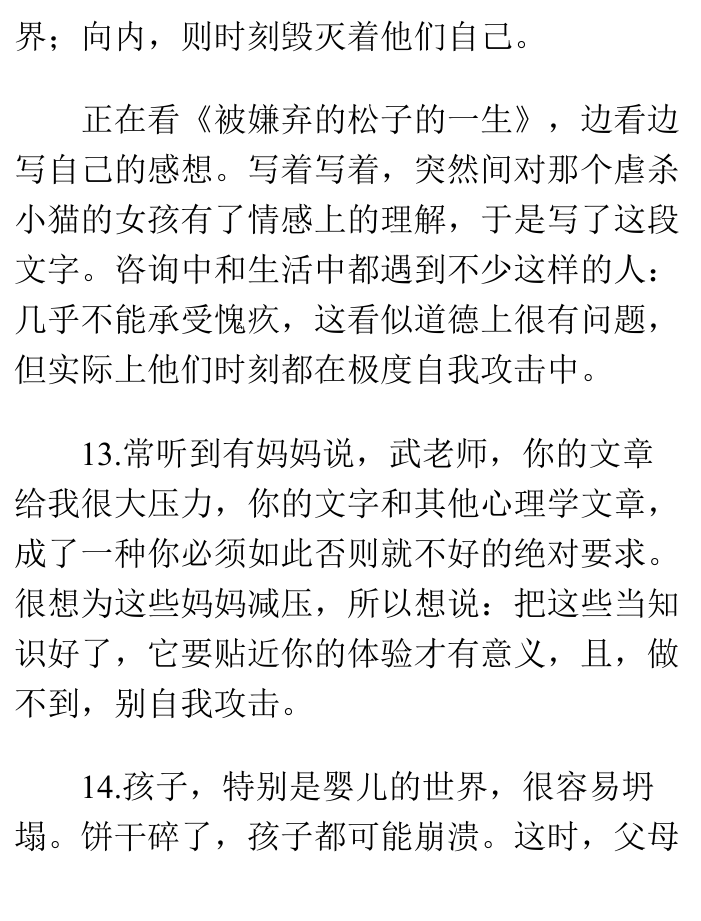 界；向内，则时刻毁灭着他们自己。
正在看《被嫌弃的松子的一生》，边看边
写自己的感想。写着写着，突然间对那个虐杀
小猫的女孩有了情感上的理解，于是写了这段
文字。咨询中和生活中都遇到不少这样的人：
几乎不能承受愧疚，这看似道德上很有问题，
但实际上他们时刻都在极度自我攻击中。
13.常听到有妈妈说，武老师，你的文章
给我很大压力，你的文字和其他心理学文章，
成了一种你必须如此否则就不好的绝对要求。
很想为这些妈妈减压，所以想说：把这些当知
识好了，它要贴近你的体验才有意义，且，做
不到，别自我攻击。
14.孩子，特别是婴儿的世界，很容易坍
塌。饼干碎了，孩子都可能崩溃。这时，父母